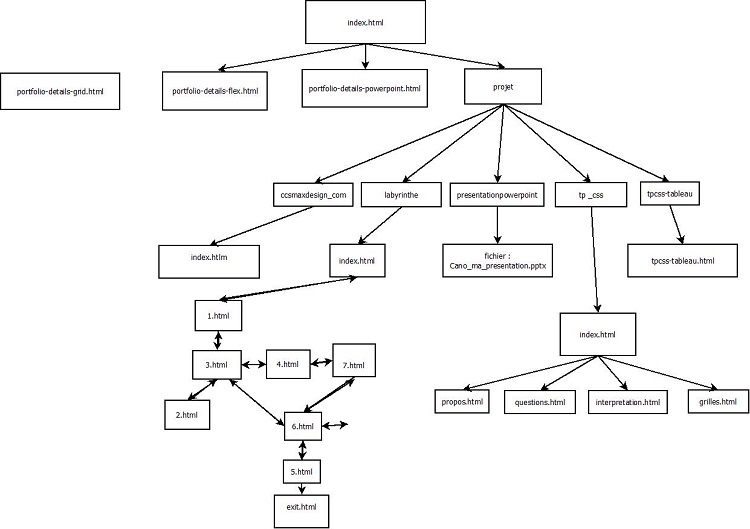 index.html
portfolio-details-grid.html
portfolio-details-flex.html
portfolio-details-powerpoint.html
projet
ccsmaxdesign_com
labyrinthe
presentationpowerpoint
tp _css
tpcss-tableau
index.htlm
index.html
fichier :
Cano_ma_presentation.pptx
tpcss-tableau.html
1.html
index.html
3.html
4.html
7.html
2.html
propos.html
questions.html
interpretation.html
grilles.html
6.html
5.html
exit.html